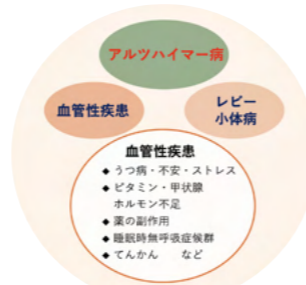 アルツハイマー病
血管性疾患
レビー
小体病
血管性疾患
◆ うつ病・不安・ストレス
◆ ビタミン・甲状腺
ホルモン不足
◆ 薬の副作用
◆ 睡眠時無呼吸症候群
◆ てんかん　など